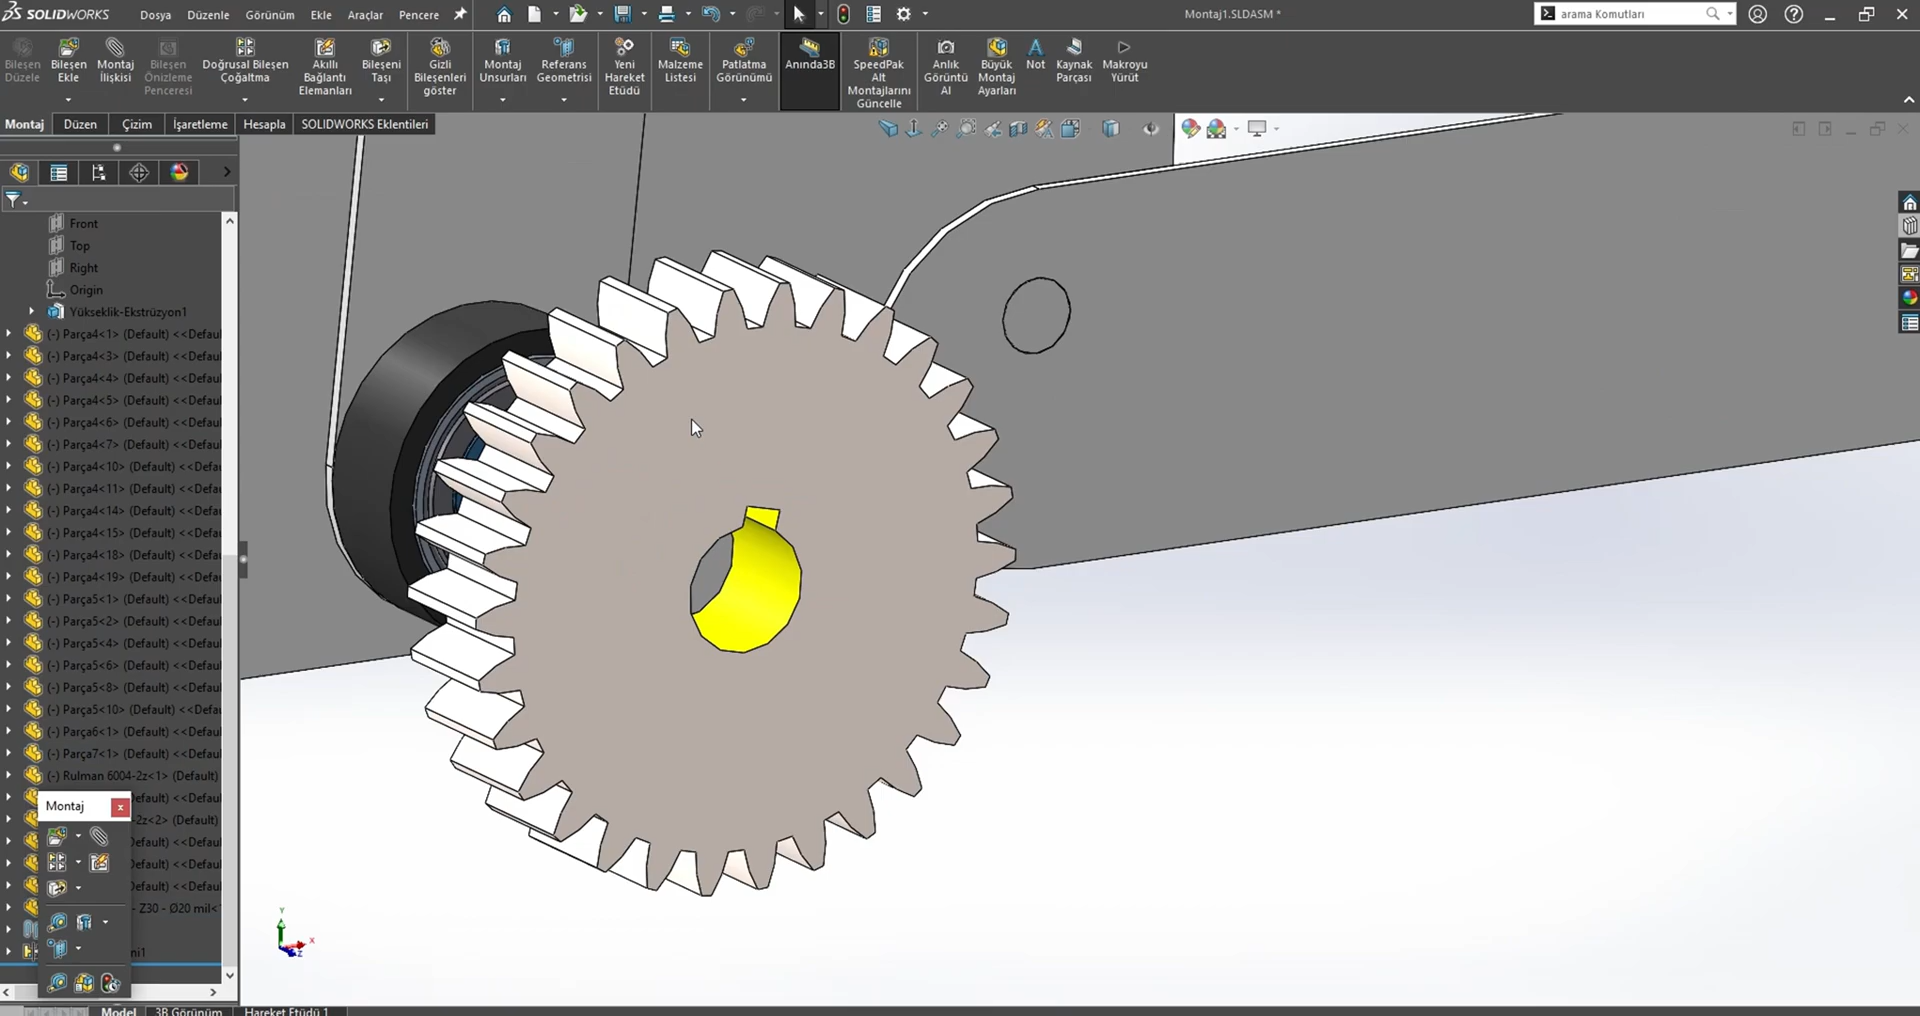 SOLIDWORKS
Dosya
Düzenle
Görünüm
Ekle
Araçlar
Pencere
Montaj1.SLDASM *
arama Komutları
Bileşen Düzele
Bileşen Ekle
Montaj İlişkisi
Bileşen Önizleme Penceresi
Doğrusal Bileşen Çoğaltma
Akıllı Bağlantı Elemanları
Bileşeni Taşı
Gizli Bileşenleri göster
Montaj Unsurları
Referans Geometrisi
Yeni Hareket Etüdü
Malzeme Listesi
Patlatma Görünümü
Anında3B
SpeedPak Alt Montajlarını Güncelle
Anlık Görüntü Al
Büyük Montaj Ayarları
Not
Kaynak Parçası
Makroyu Yürüt
Montaj
Düzen
Çizim
İşaretleme
Hesapla
SOLIDWORKS Eklentileri
Front
Top
Right
Origin
Yükseklik-Ekstrüzyon1
(-) Parça4<1> (Default) <<Defaul
(-) Parça4<3> (Default) <<Defaul
(-) Parça4<4> (Default) <<Defaul
(-) Parça4<5> (Default) <<Defaul
(-) Parça4<6> (Default) <<Defaul
(-) Parça4<7> (Default) <<Defaul
(-) Parça4<10> (Default) <<Defau
(-) Parça4<11> (Default) <<Defau
(-) Parça4<14> (Default) <<Defau
(-) Parça4<15> (Default) <<Defau
(-) Parça4<18> (Default) <<Defau
(-) Parça4<19> (Default) <<Defau
(-) Parça5<1> (Default) <<Defaul
(-) Parça5<2> (Default) <<Defaul
(-) Parça5<4> (Default) <<Defaul
(-) Parça5<6> (Default) <<Defaul
(-) Parça5<8> (Default) <<Defaul
(-) Parça5<10> (Default) <<Defau
(-) Parça6<1> (Default) <<Defaul
(-) Parça7<1> (Default) <<Defaul
(-) Rulman 6004-2z<1> (Default)
efault) <<Defaul
-2z<2> (Default)
efault) <<Defaul
efault) <<Defaul
efault) <<Defaul
- Z30 - Ø20 mil<
ni1
Montaj
Y
X
Z
Model
3B Görünüm
Hareket Etüdü 1